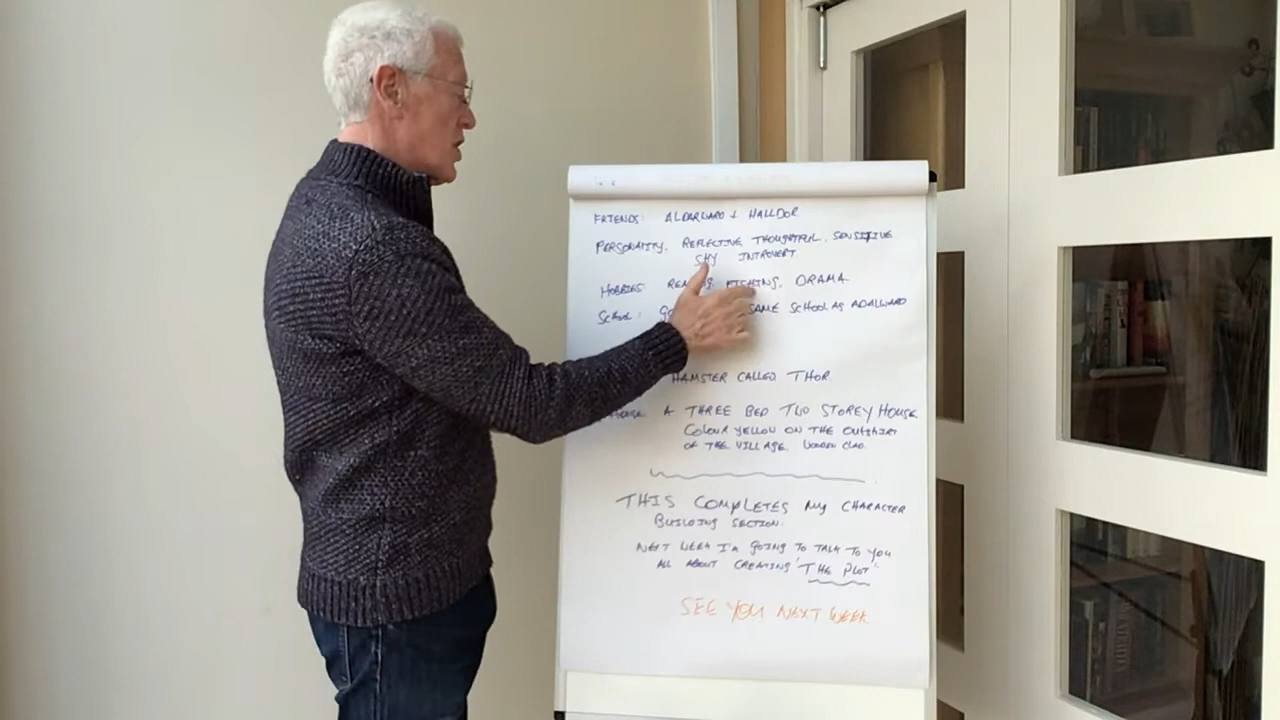 FRIENDS: ALDARWARD & HALLDOR
PERSONALITY. REFLECTIVE THOUGHTFUL. SENSITIVE
SHY INTROVERT
HOBBIES FISHING. DRAMA
SCHOOL: SAME SCHOOL AS ADALWARD
HAMSTER CALLED THOR.
A THREE BED TWO STOREY HOUSE
COLOUR YELLOW ON THE OUTSKIRT
OF THE VILLAGE. WOODEN CLAD.
THIS COMPLETES MY CHARACTER
BUILDING SECTION.
NEXT WEEK I'M GOING TO TALK TO YOU
ALL ABOUT CREATING 'THE PLOT'
SEE YOU NEXT WEEK